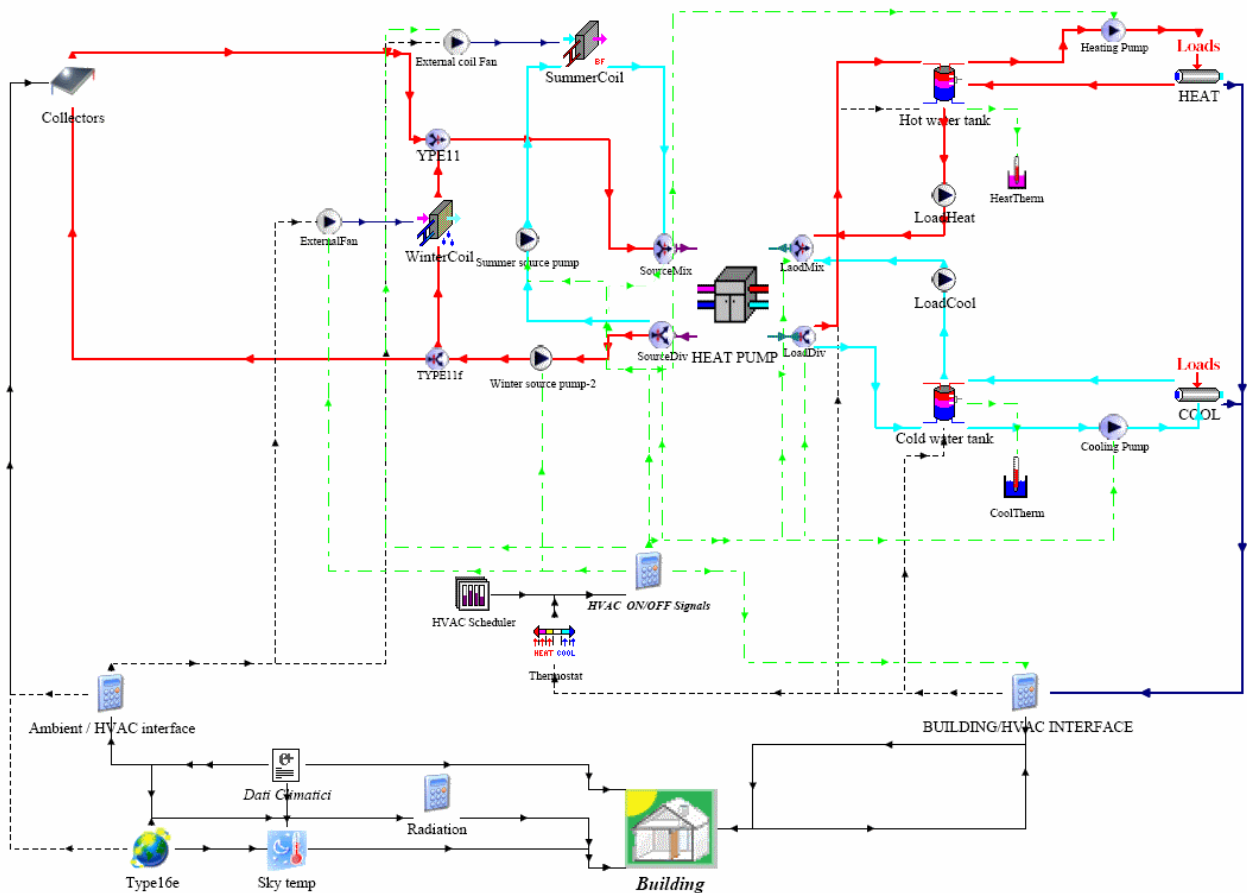 External coil Fan
SummerCoil
BF
Heating Pump
Loads
HEAT
Collectors
Hot water tank
YPE11
HeatTherm
LoadHeat
ExternalFan
WinterCoil
Summer source pump
SourceMix
LaodMix
LoadCool
HEAT PUMP
SourceDiv
LoadDiv
TYPE11f
Winter source pump-2
Loads
COOL
Cold water tank
Cooling Pump
CoolTherm
HVAC Scheduler
HVAC ON/OFF Signals
HEAT COOL
Thermostat
Ambient / HVAC interface
BUILDING/HVAC INTERFACE
Dati Climatici
Radiation
Type16e
Sky temp
Building